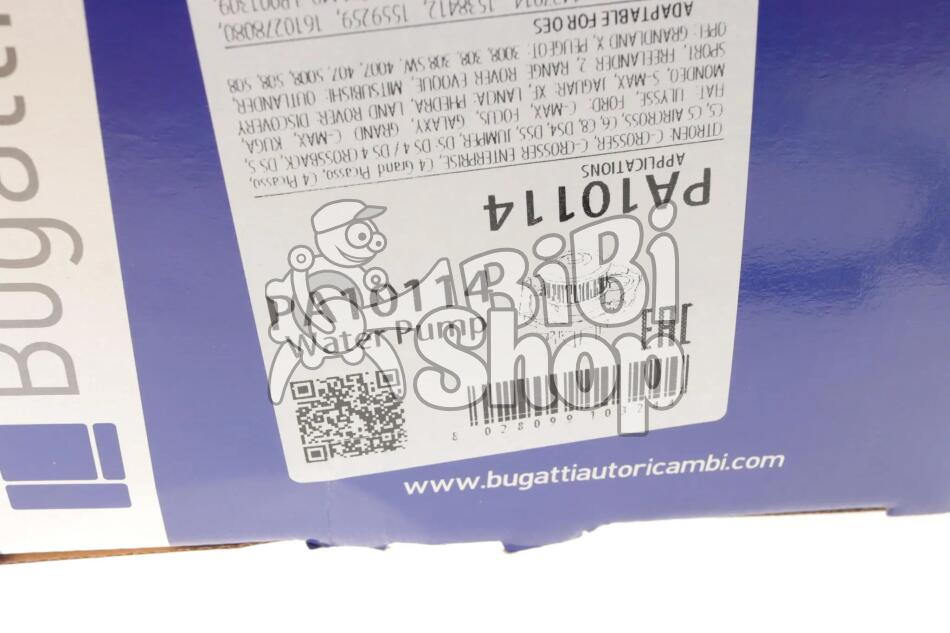 Bugatti
ADAPTABLE FOR OES
1559259, 1610278080,
1538412,
APPLICATIONS
CITROEN: C-CROSSER, C-CROSSER ENTERPRISE, C4 Grand Picasso, C4 Picasso,
C5, C5 AIRCROSS, C6, C8, DS4, DS5, JUMPER, DS: DS 4 / DS 4 CROSSBACK, DS 5,
FIAT: ULYSSE, FORD: C-MAX, FOCUS, GALAXY, GRAND C-MAX, KUGA,
MONDEO, S-MAX, JAGUAR: XF, LANCIA: PHEDRA, LAND ROVER: DISCOVERY
SPORT, FREELANDER 2, RANGE ROVER EVOQUE, MITSUBISHI: OUTLANDER,
OPEL: GRANDLAND X, PEUGEOT: 3008, 308, 308 SW, 4007, 407, 5008, 508, 508
PA10114
PA10114
Water Pump
EAC
BiBi
Shop
www.bugattiautoricambi.com